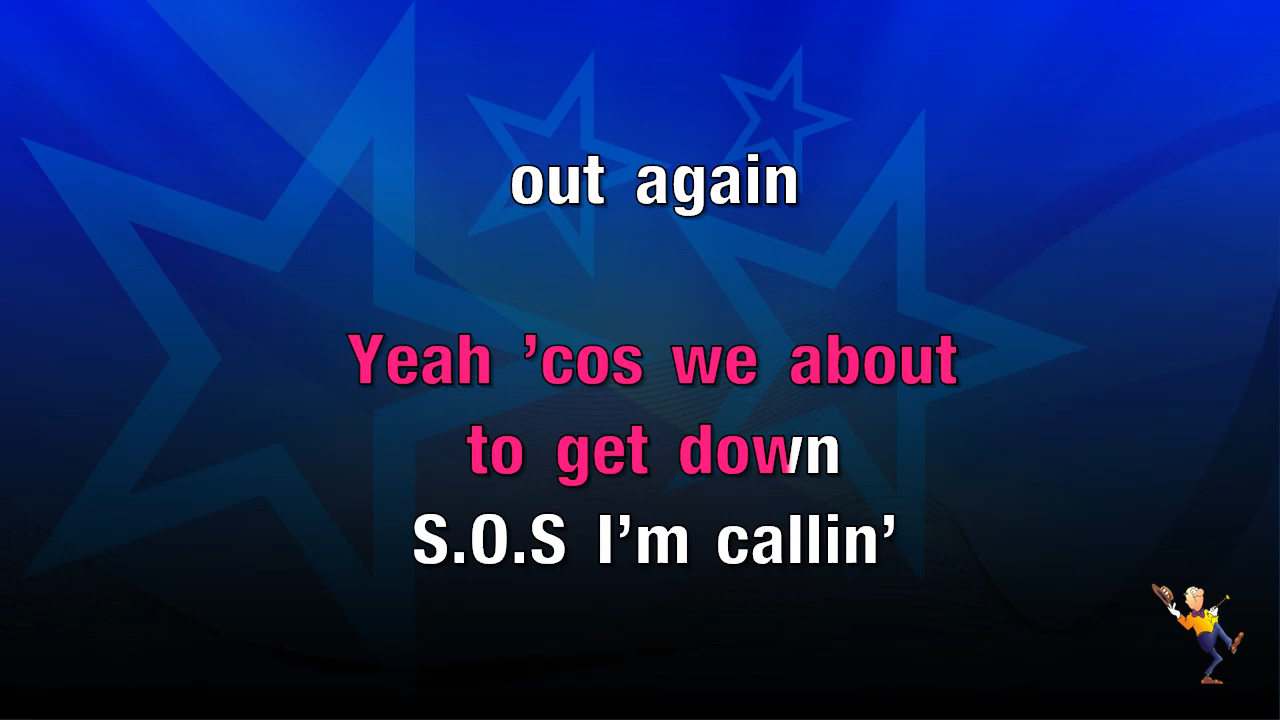 out again
Yeah ’cos we about
to get down
S.O.S I’m callin’